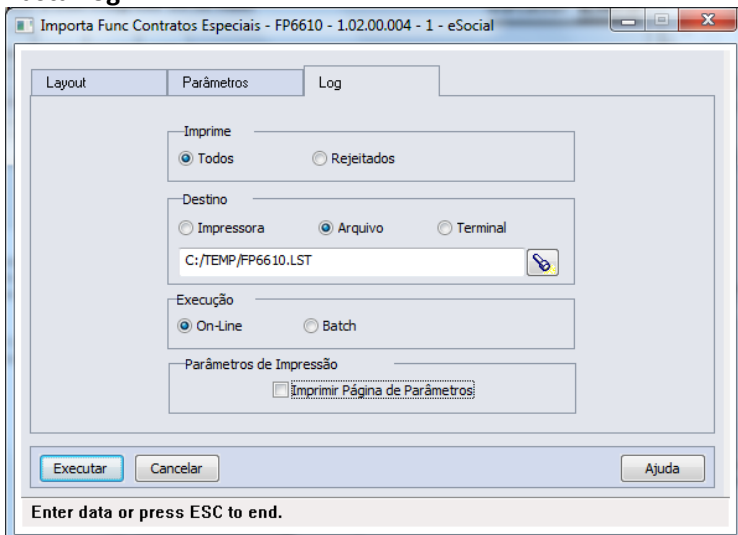 Importa Func Contratos Especiais - FP6610 - 1.02.00.004 - 1 - eSocial
Layout Parâmetros Log
Imprime
Todos Rejeitados
Destino
Impressora Arquivo Terminal
C:/TEMP/FP6610.LST
Execução
On-Line Batch
Parâmetros de Impressão
Imprimir Página de Parâmetros
Executar Cancelar Ajuda
Enter data or press ESC to end.